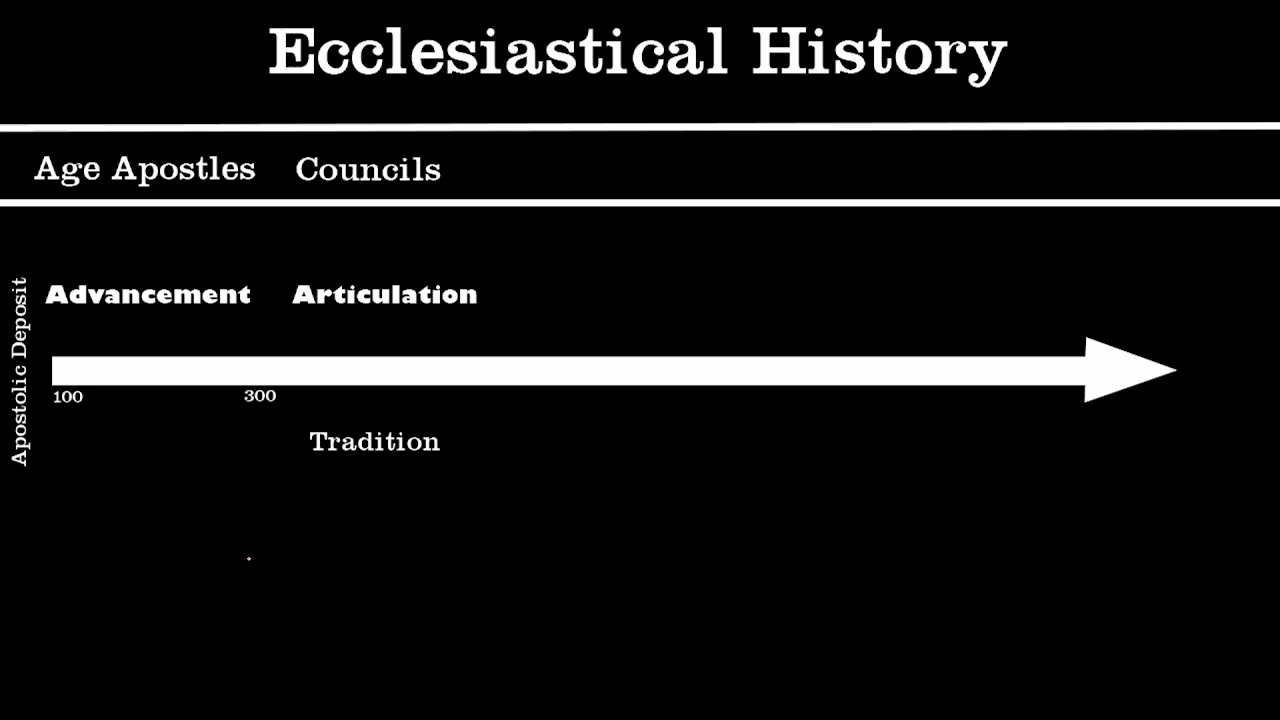 Ecclesiastical History
Age Apostles Councils
Apostolic Deposit
Advancement Articulation
100 300
Tradition